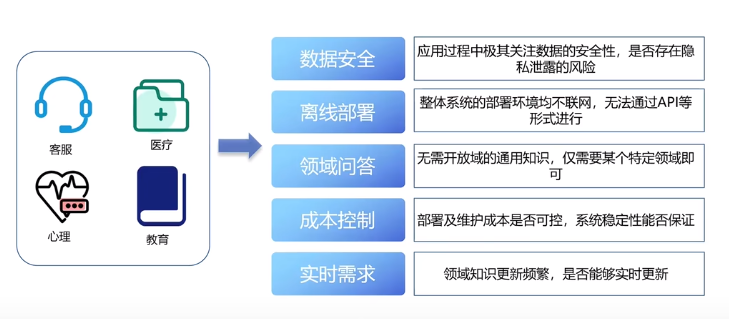 客服
医疗
心理
教育
数据安全
应用过程中极其关注数据的安全性，是否存在隐
私泄露的风险
离线部署
整体系统的部署环境均不联网，无法通过API等
形式进行
领域问答
无需开放域的通用知识，仅需要某个特定领域即
可
成本控制
部署及维护成本是否可控，系统稳定性能否保证
实时需求
领域知识更新频繁，是否能够实时更新